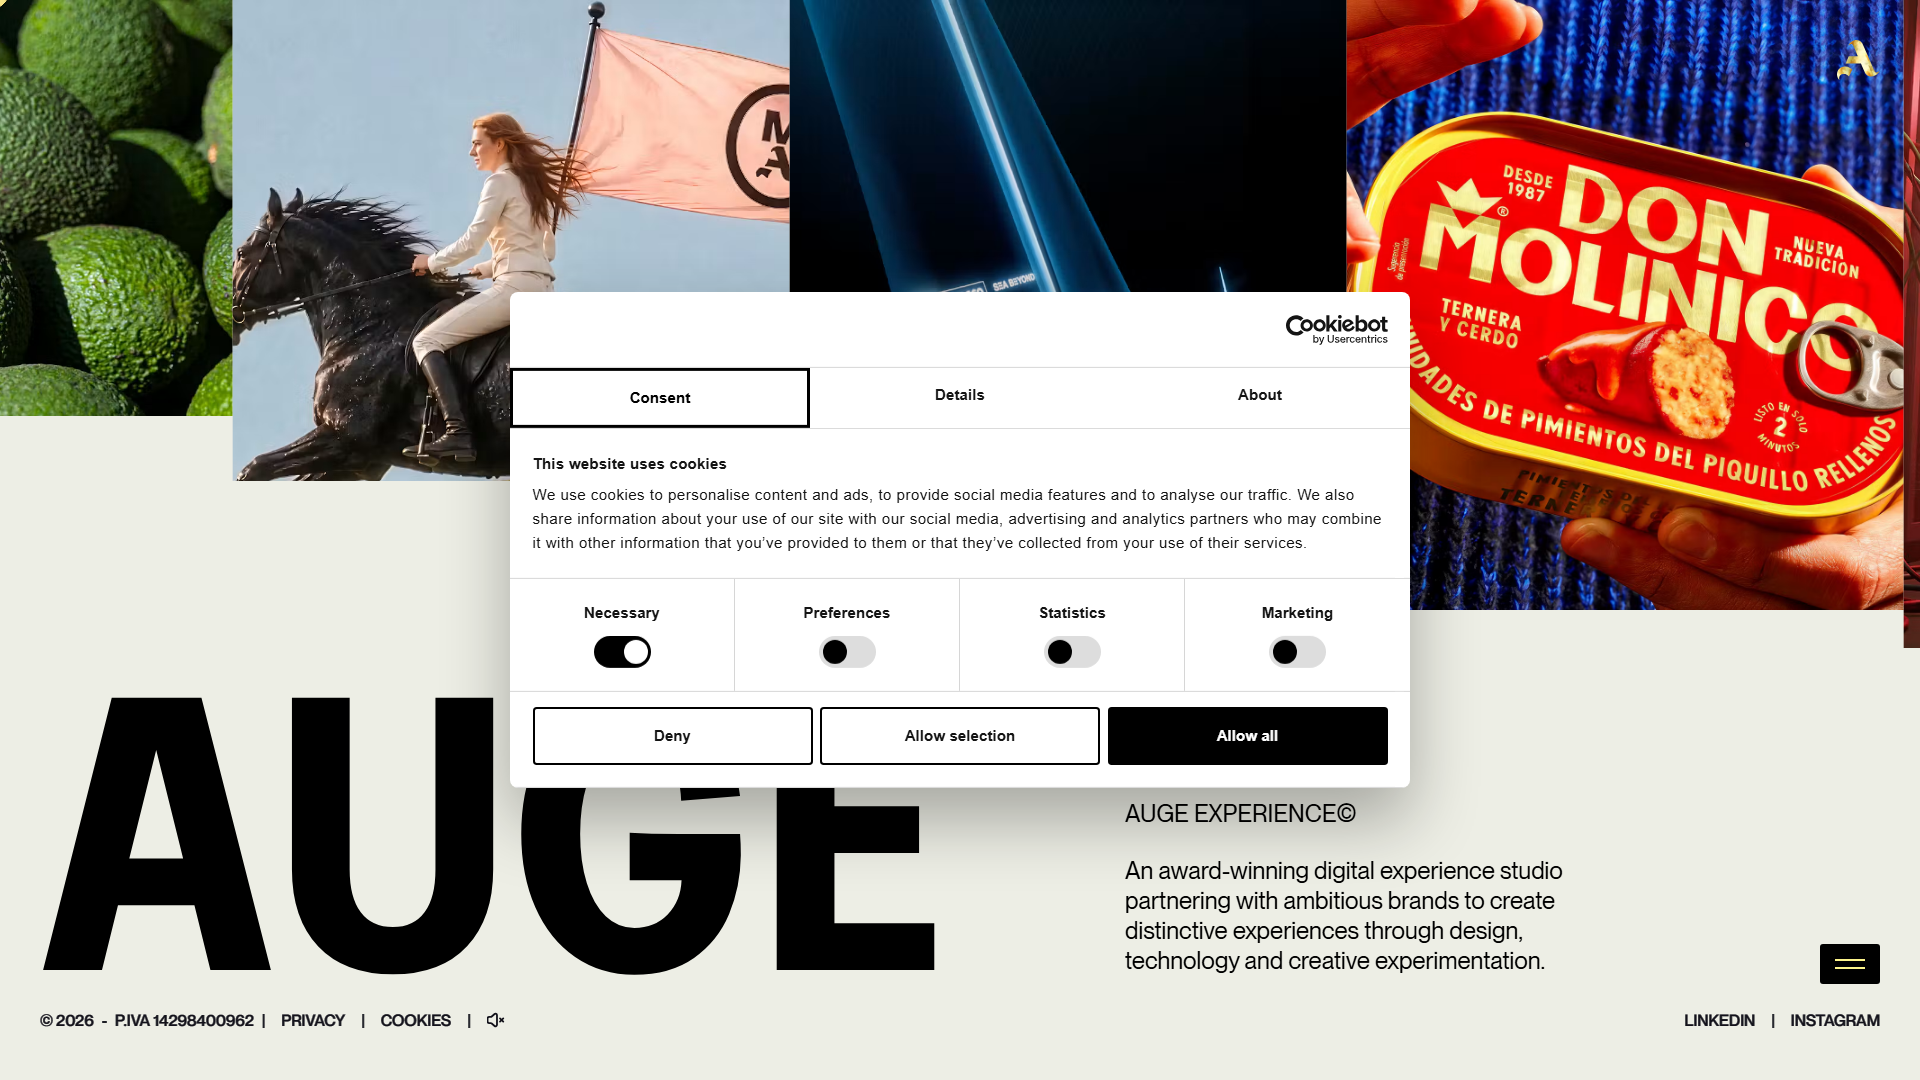 SEA BEYOND
DESDE
1987
DON
MOLINICO
®
NUEVA
TRADICIÓN
Sugerencia
de presentación
TERNERA
Y CERDO
LISTO EN SOLO
2
MINUTOS
DE PIMIENTOS DEL PIQUILLO RELLENOS
Cookiebot
by Usercentrics
Consent
Details
About
This website uses cookies
We use cookies to personalise content and ads, to provide social media features and to analyse our traffic. We also
share information about your use of our site with our social media, advertising and analytics partners who may combine
it with other information that you’ve provided to them or that they’ve collected from your use of their services.
Necessary
Preferences
Statistics
Marketing
Deny
Allow selection
Allow all
AUGE
AUGE EXPERIENCE©
An award-winning digital experience studio
partnering with ambitious brands to create
distinctive experiences through design,
technology and creative experimentation.
© 2026 - P.IVA 14298400962 | PRIVACY | COOKIES |
LINKEDIN | INSTAGRAM